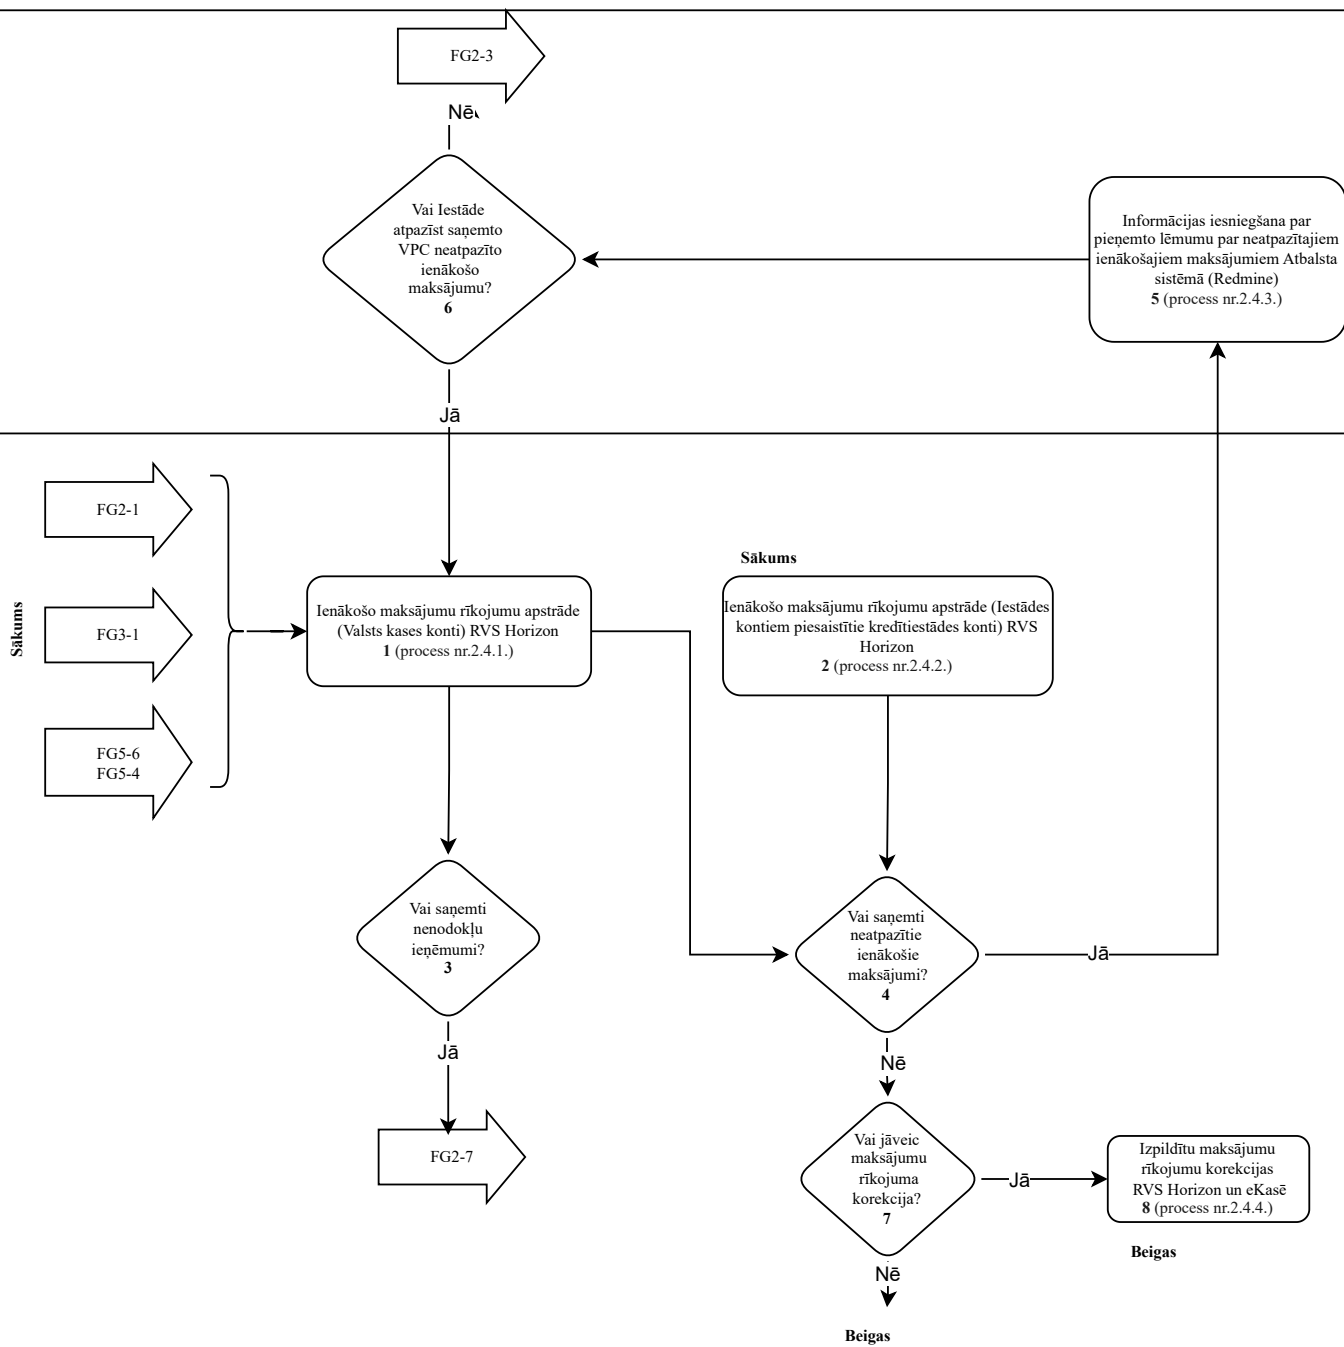 FG2-3
Nē
Vai Iestāde
atpazīst saņemto
VPC neatpazīto
ienākošo
maksājumu?
6
Informācijas iesniegšana par
pieņemto lēmumu par neatpazītajiem
ienākošajiem maksājumiem Atbalsta
sistēmā (Redmine)
5 (process nr.2.4.3.)
Jā
Sākums
FG2-1
FG3-1
FG5-6
FG5-4
Ienākošo maksājumu rīkojumu apstrāde
(Valsts kases konti) RVS Horizon
1 (process nr.2.4.1.)
Sākums
Ienākošo maksājumu rīkojumu apstrāde (Iestādes
kontiem piesaistītie kredītiestādes konti) RVS
Horizon
2 (process nr.2.4.2.)
Vai saņemti
nenodokļu
ieņēmumi?
3
Jā
FG2-7
Vai saņemti
neatpazītie
ienākošie
maksājumi?
4
Jā
Nē
Vai jāveic
maksājumu
rīkojuma
korekcija?
7
Jā
Izpildītu maksājumu
rīkojumu korekcijas
RVS Horizon un eKasē
8 (process nr.2.4.4.)
Beigas
Nē
Beigas